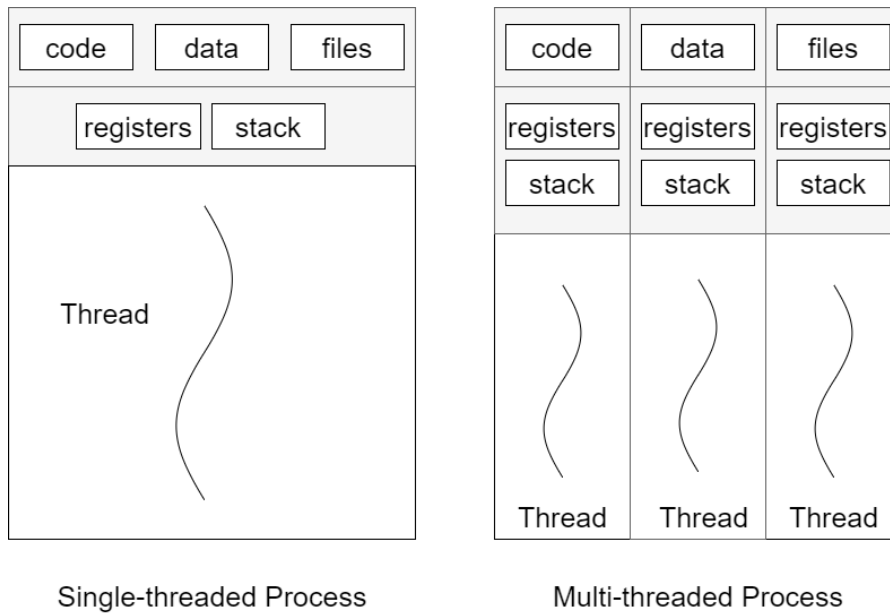 code data files
registers stack
Thread
Single-threaded Process
code data files
registers registers registers
stack stack stack
Thread Thread Thread
Multi-threaded Process